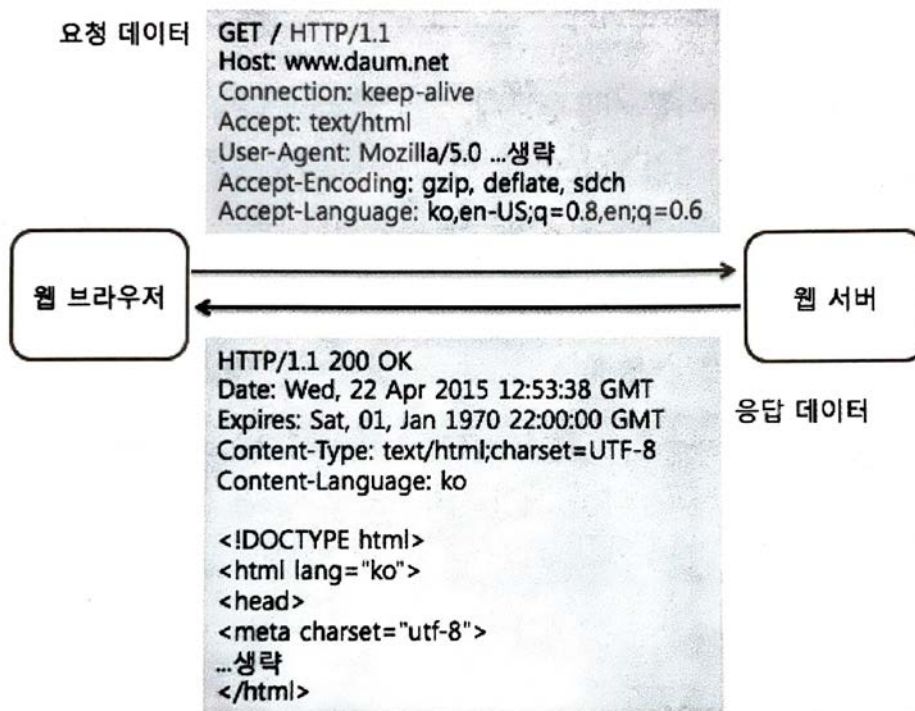 요청 데이터
GET / HTTP/1.1
Host: www.daum.net
Connection: keep-alive
Accept: text/html
User-Agent: Mozilla/5.0 ...생략
Accept-Encoding: gzip, deflate, sdch
Accept-Language: ko,en-US;q=0.8,en;q=0.6
웹 브라우저
웹 서버
HTTP/1.1 200 OK
Date: Wed, 22 Apr 2015 12:53:38 GMT
Expires: Sat, 01, Jan 1970 22:00:00 GMT
Content-Type: text/html;charset=UTF-8
Content-Language: ko
<!DOCTYPE html>
<html lang="ko">
<head>
<meta charset="utf-8">
...생략
</html>
응답 데이터